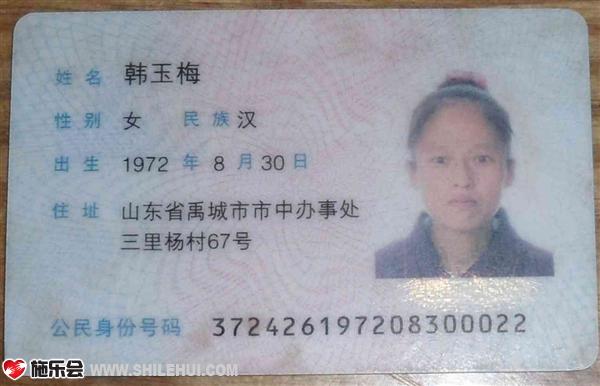 姓名 韩玉梅
性别 女 民族 汉
出生 1972 年 8 月 30 日
住址 山东省禹城市市中办事处
三里杨村67号
公民身份号码 372426197208300022
施乐会 WWW.SHILEHUI.COM